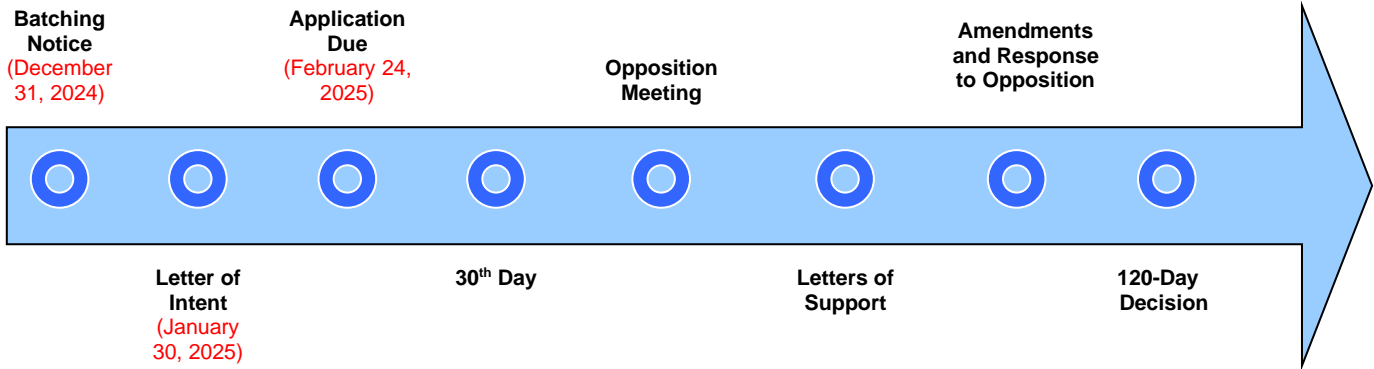 Batching
Notice
(December
31, 2024)
Letter of
Intent
(January
30, 2025)
Application
Due
(February 24,
2025)
30th Day
Opposition
Meeting
Letters of
Support
Amendments
and Response
to Opposition
120-Day
Decision